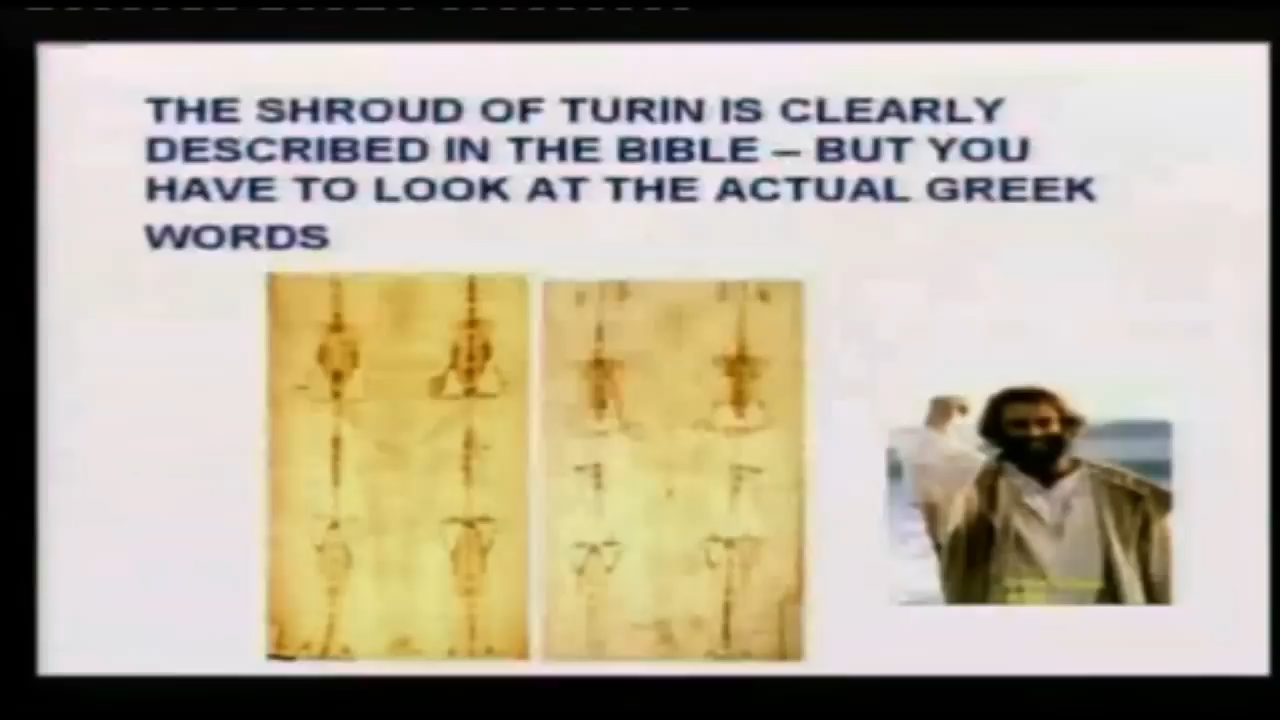 THE SHROUD OF TURIN IS CLEARLY
DESCRIBED IN THE BIBLE – BUT YOU
HAVE TO LOOK AT THE ACTUAL GREEK
WORDS